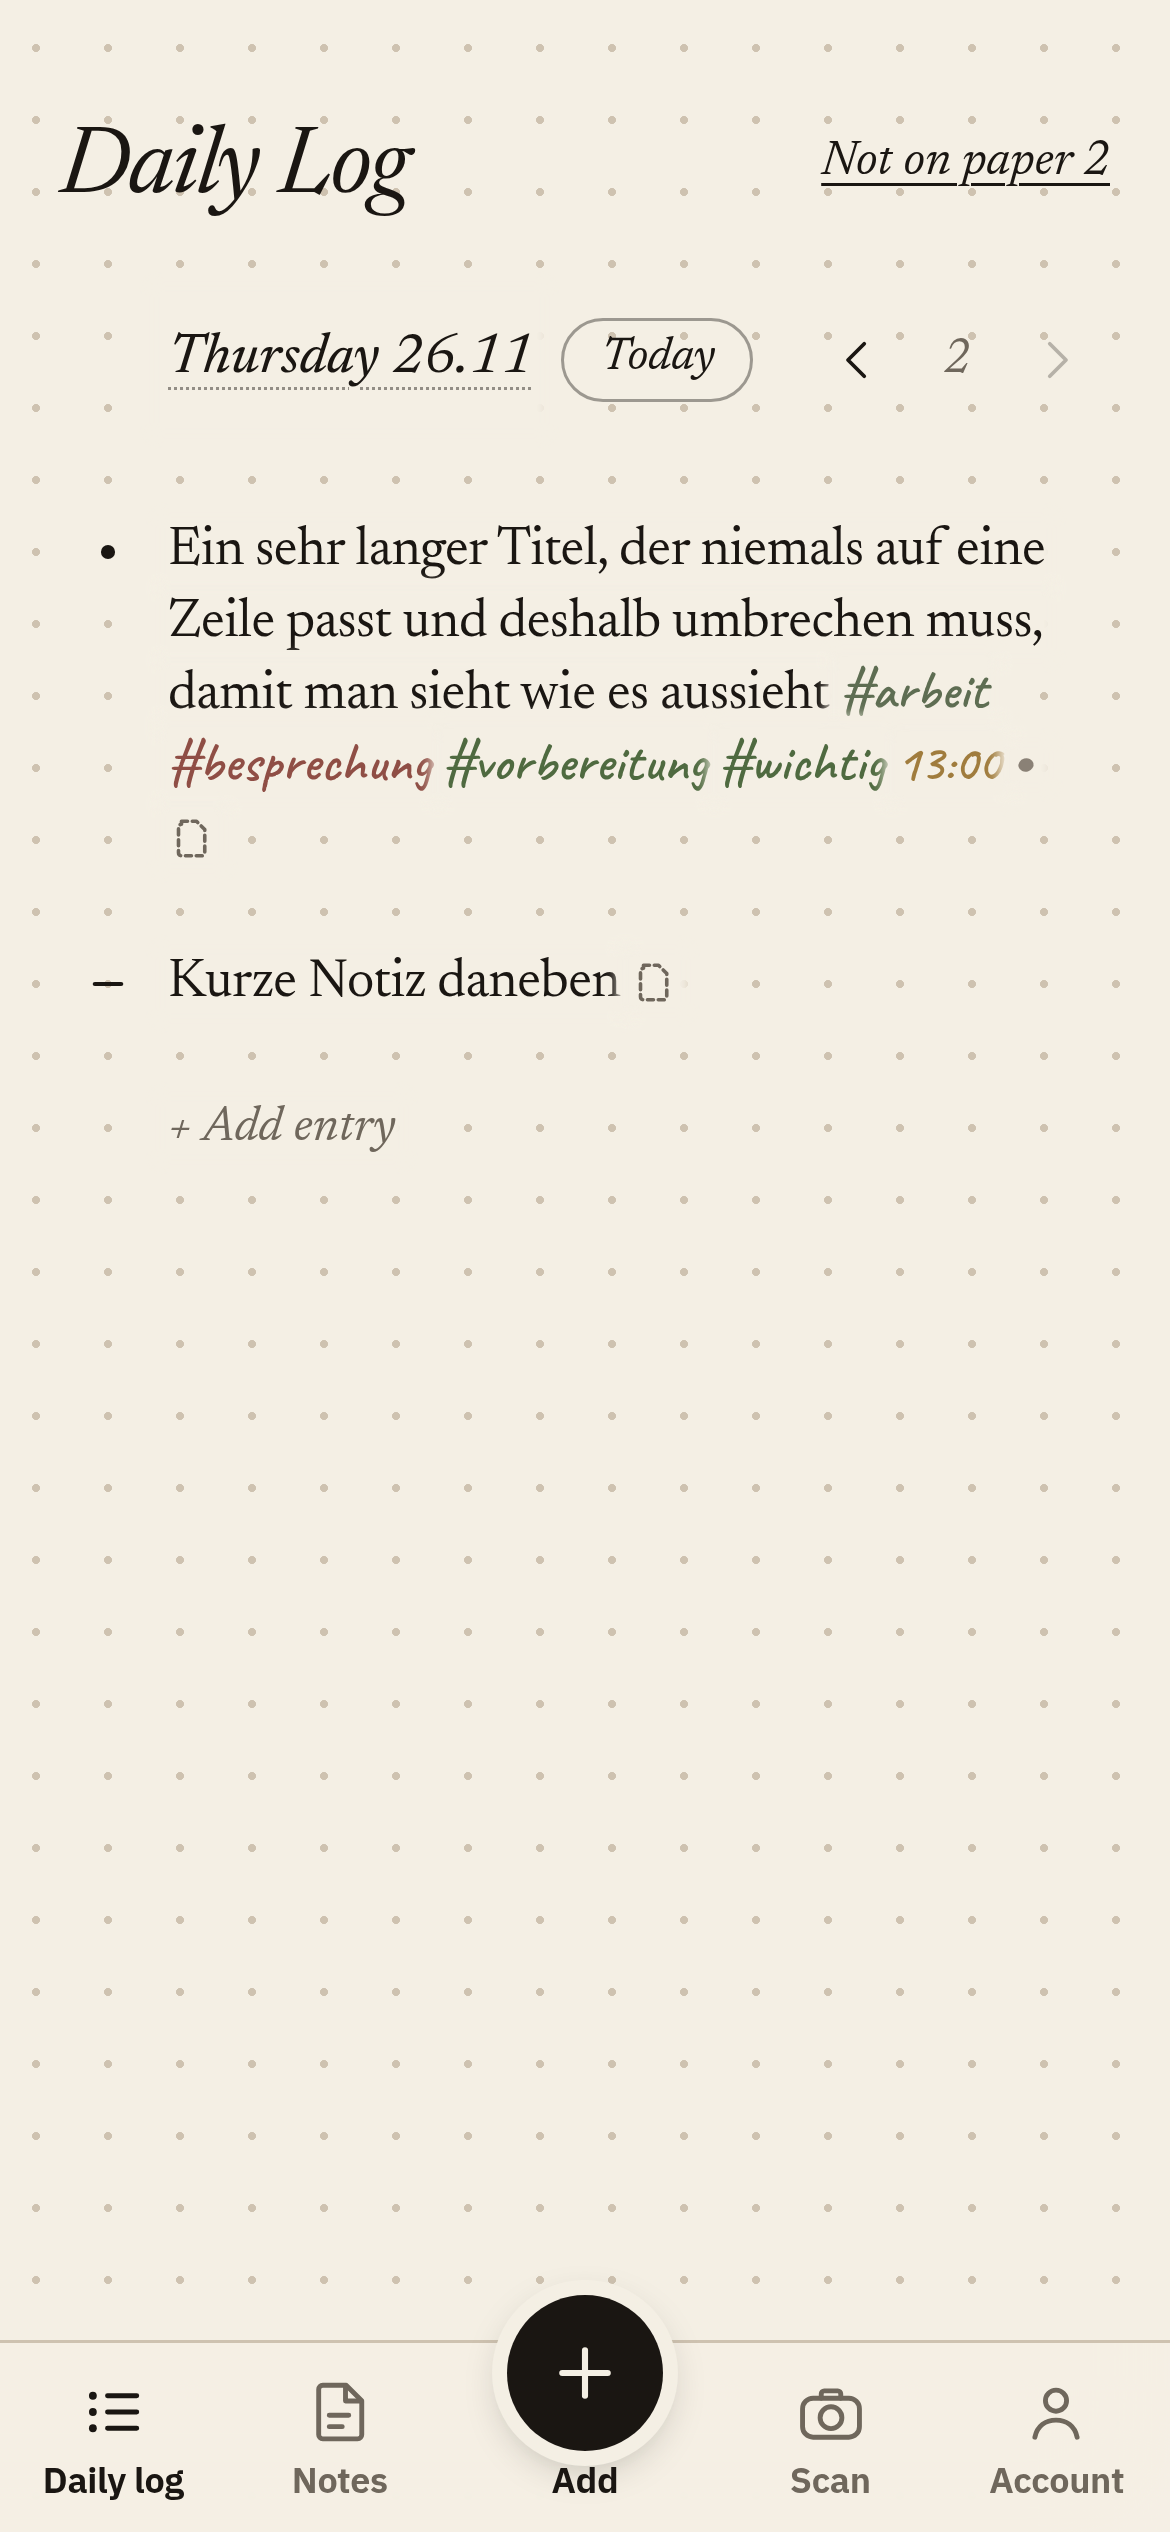 Daily Log
Not on paper 2
Thursday 26.11 Today 2
• Ein sehr langer Titel, der niemals auf eine
Zeile passt und deshalb umbrechen muss,
damit man sieht wie es aussieht #arbeit
#besprechung #vorbereitung #wichtig 13:00 •
– Kurze Notiz daneben
+ Add entry
Daily log Notes Add Scan Account